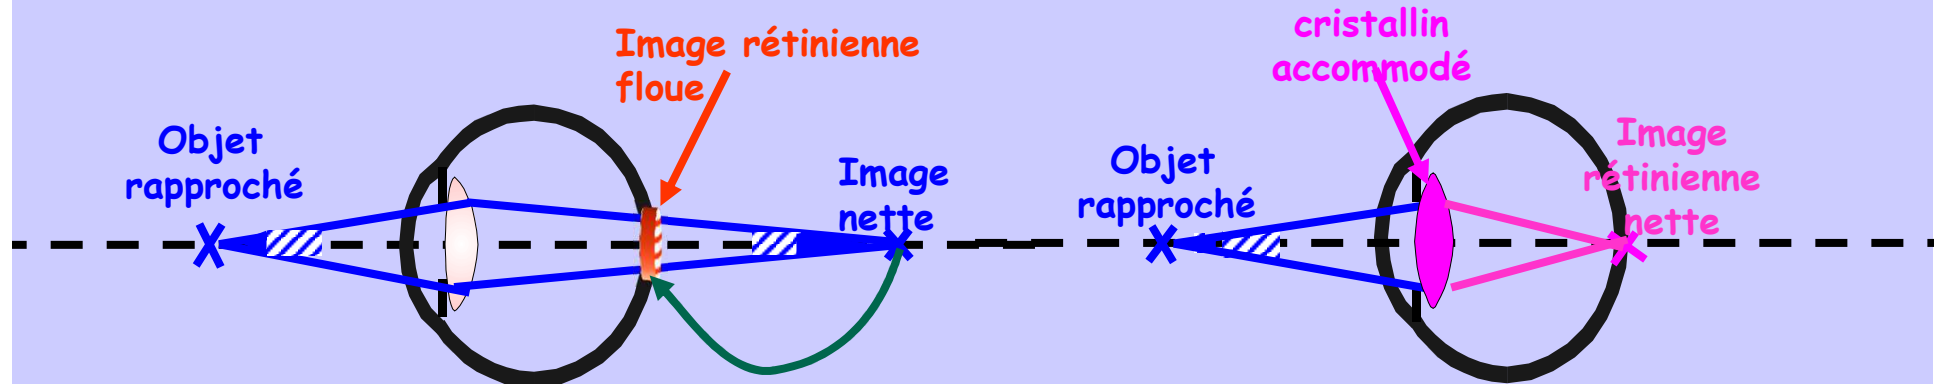 Image rétinienne
floue
Objet
rapproché
Image
nette
cristallin
accommodé
Objet
rapproché
Image
rétinienne
nette